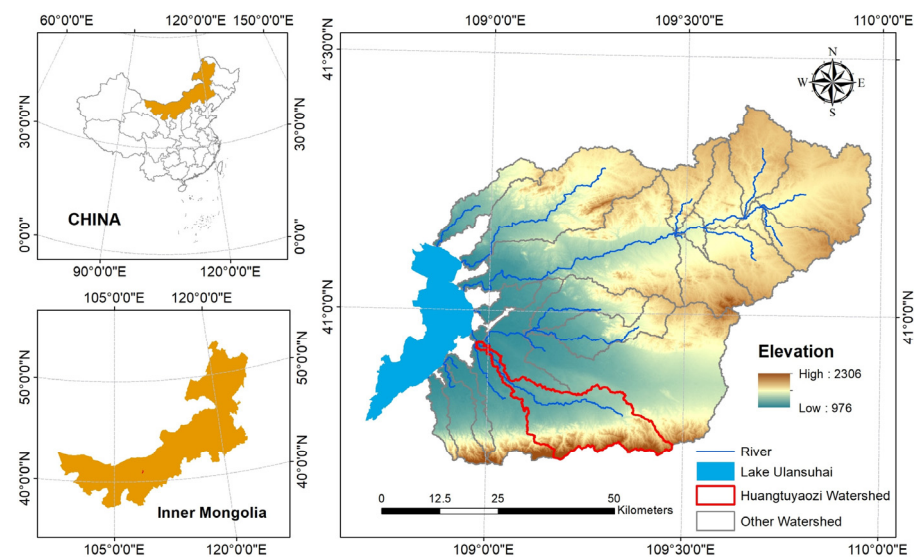 60°0'0"E
120°0'0"E
150°0'0"E
30°0'0"N
30°0'0"N
CHINA
0°0'0"
0°0'0"
90°0'0"E
120°0'0"E
105°0'0"E
120°0'0"E
50°0'0"N
50°0'0"N
40°0'0"N
40°0'0"N
Inner Mongolia
105°0'0"E
120°0'0"E
109°0'0"E
109°30'0"E
110°0'0"E
41°30'0"N
N
W
E
S
41°0'0"N
41°0'0"N
Elevation
High : 2306
Low : 976
River
Lake Ulansuhai
Huangtuyaozi Watershed
Other Watershed
0 12.5 25 50
Kilometers
109°0'0"E
109°30'0"E
110°0'0"E